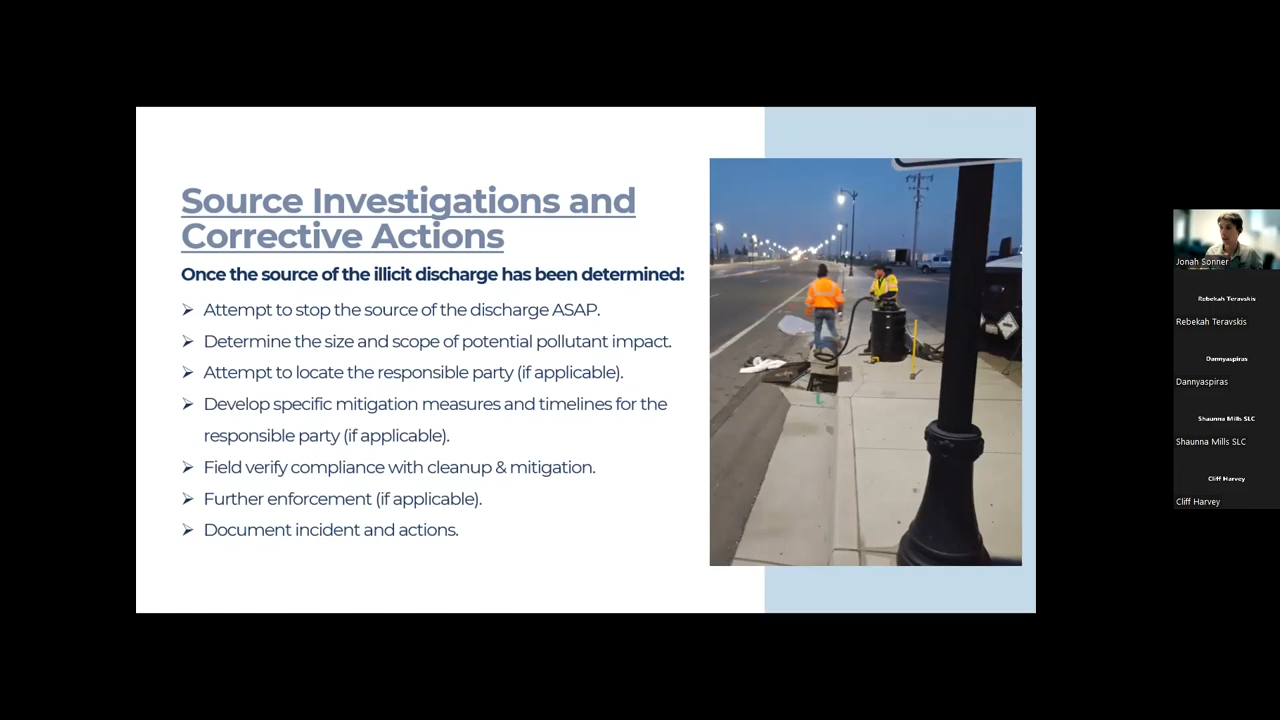 Source Investigations and
Corrective Actions
Once the source of the illicit discharge has been determined:
➢ Attempt to stop the source of the discharge ASAP.
➢ Determine the size and scope of potential pollutant impact.
➢ Attempt to locate the responsible party (if applicable).
➢ Develop specific mitigation measures and timelines for the
responsible party (if applicable).
➢ Field verify compliance with cleanup & mitigation.
➢ Further enforcement (if applicable).
➢ Document incident and actions.
Jonah Sonner
Rebekah Teravskis
Rebekah Teravskis
Dannyaspiras
Dannyaspiras
Shaunna Mills SLC
Shaunna Mills SLC
Cliff Harvey
Cliff Harvey